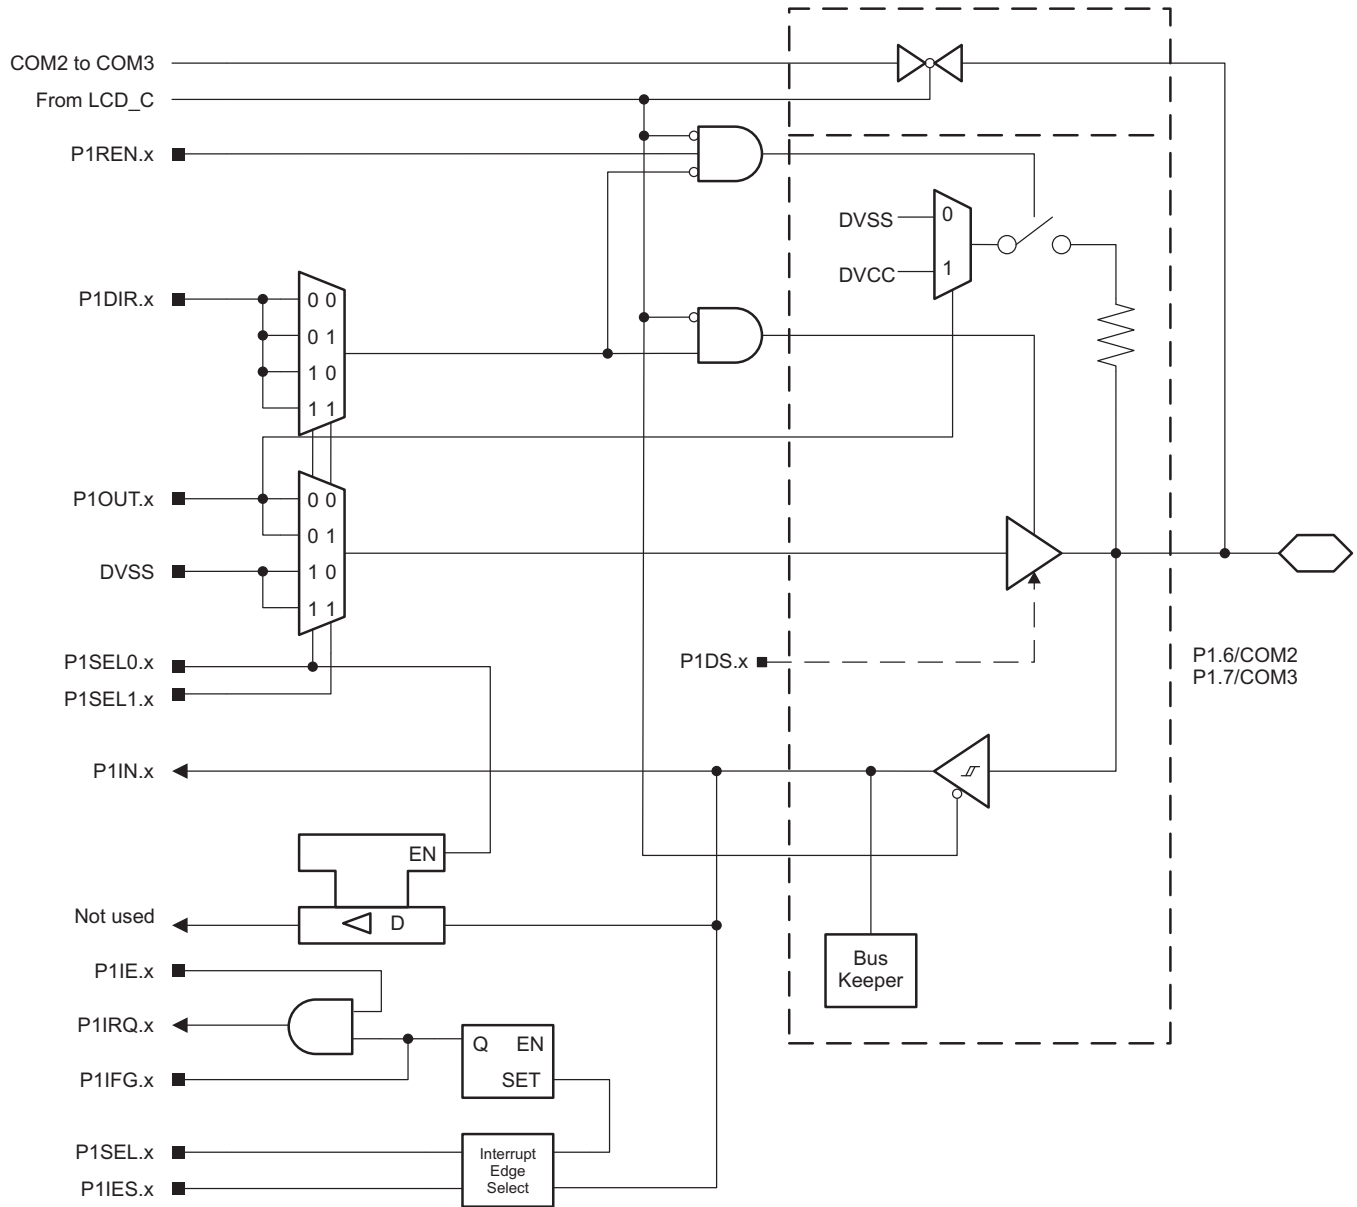 COM2 to COM3
From LCD_C
P1REN.x
DVSS
0
DVCC
1
P1DIR.x
0 0
0 1
1 0
1 1
P1OUT.x
0 0
0 1
DVSS
1 0
1 1
P1SEL0.x
P1DS.x
P1.6/COM2
P1.7/COM3
P1SEL1.x
P1IN.x
EN
Not used
D
Bus
Keeper
P1IE.x
P1IRQ.x
Q EN
SET
P1IFG.x
P1SEL.x
P1IES.x
Interrupt
Edge
Select